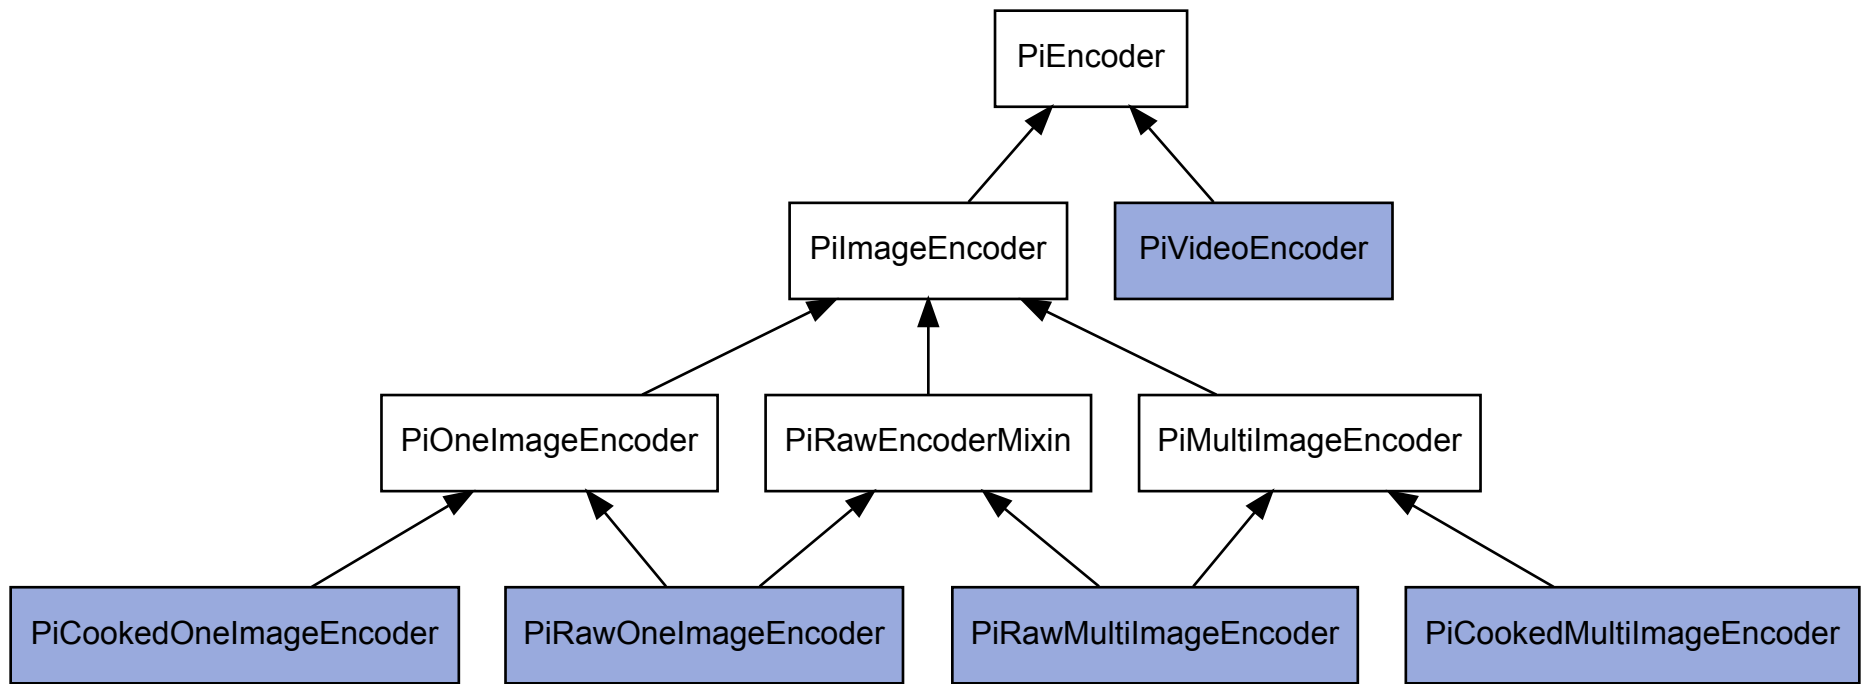 PiEncoder
PiImageEncoder
PiVideoEncoder
PiOneImageEncoder
PiRawEncoderMixin
PiMultiImageEncoder
PiCookedOneImageEncoder
PiRawOneImageEncoder
PiRawMultiImageEncoder
PiCookedMultiImageEncoder